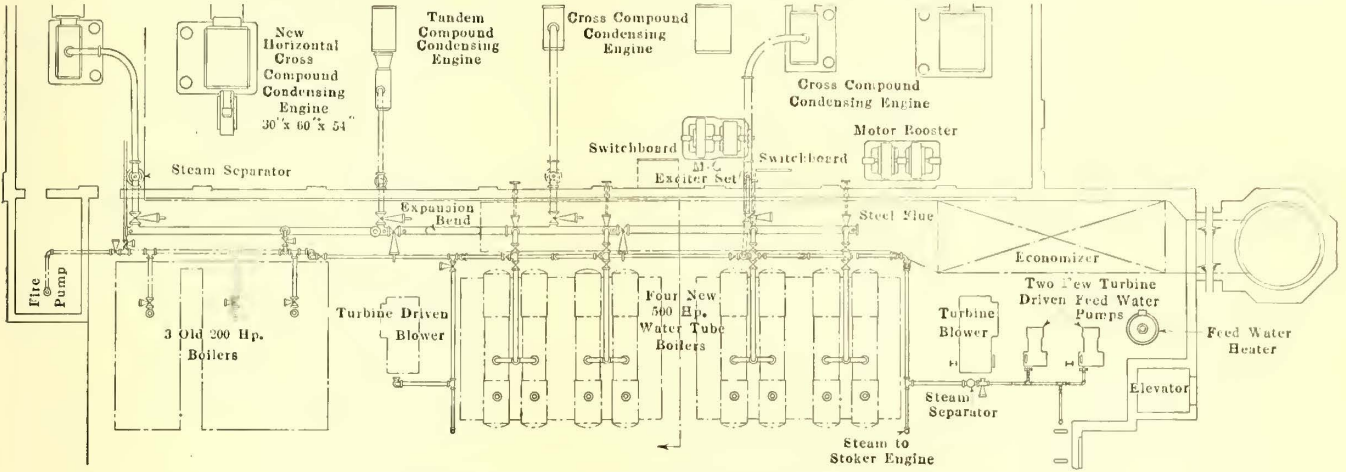 New
Horizontal
Cross
Compound
Condensing
Engine
30"x 60"x 54"
Tandem
Compound
Condensing
Engine
Cross Compound
Condensing
Engine
Cross Compound
Condensing Engine
Switchboard
M-G
Exciter Set
Switchboard
Motor Booster
Steam Separator
Expansion
Bend
Steel Flue
Economizer
Fire
Pump
3 Old 200 Hp.
Boilers
Turbine Driven
Blower
Four New
500 Hp.
Water Tube
Boilers
Turbine
Blower
Two New Turbine
Driven Feed Water
Pumps
Feed Water
Heater
Elevator
Steam
Separator
Steam to
Stoker Engine